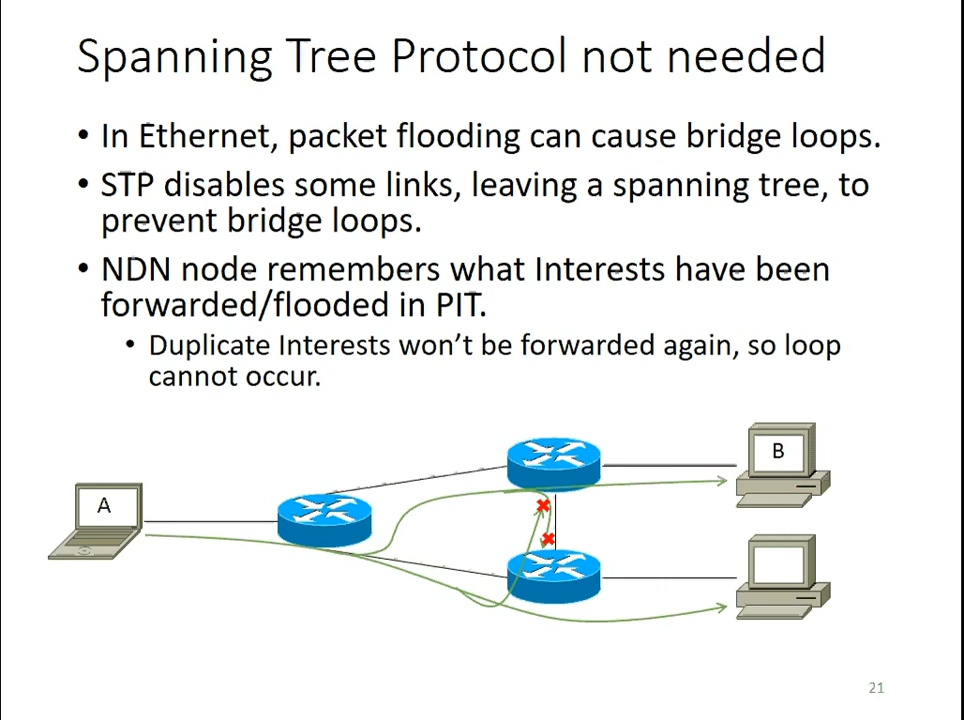 Spanning Tree Protocol not needed
• In Ethernet, packet flooding can cause bridge loops.
• STP disables some links, leaving a spanning tree, to
prevent bridge loops.
• NDN node remembers what Interests have been
forwarded/flooded in PIT.
• Duplicate Interests won't be forwarded again, so loop
cannot occur.
B
A
21